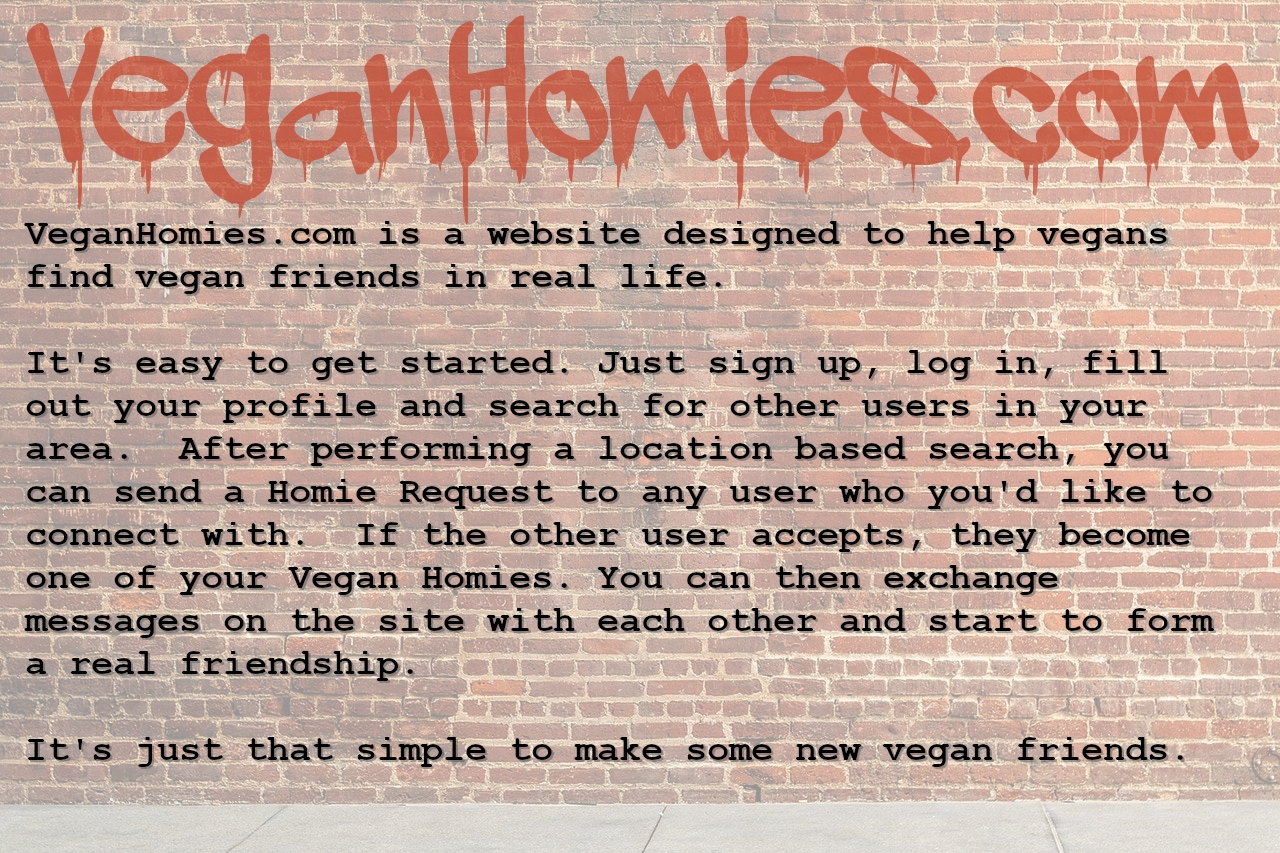 VeganHomies.com
VeganHomies.com is a website designed to help vegans
find vegan friends in real life.
It's easy to get started. Just sign up, log in, fill
out your profile and search for other users in your
area.  After performing a location based search, you
can send a Homie Request to any user who you'd like to
connect with.  If the other user accepts, they become
one of your Vegan Homies. You can then exchange
messages on the site with each other and start to form
a real friendship.
It's just that simple to make some new vegan friends.